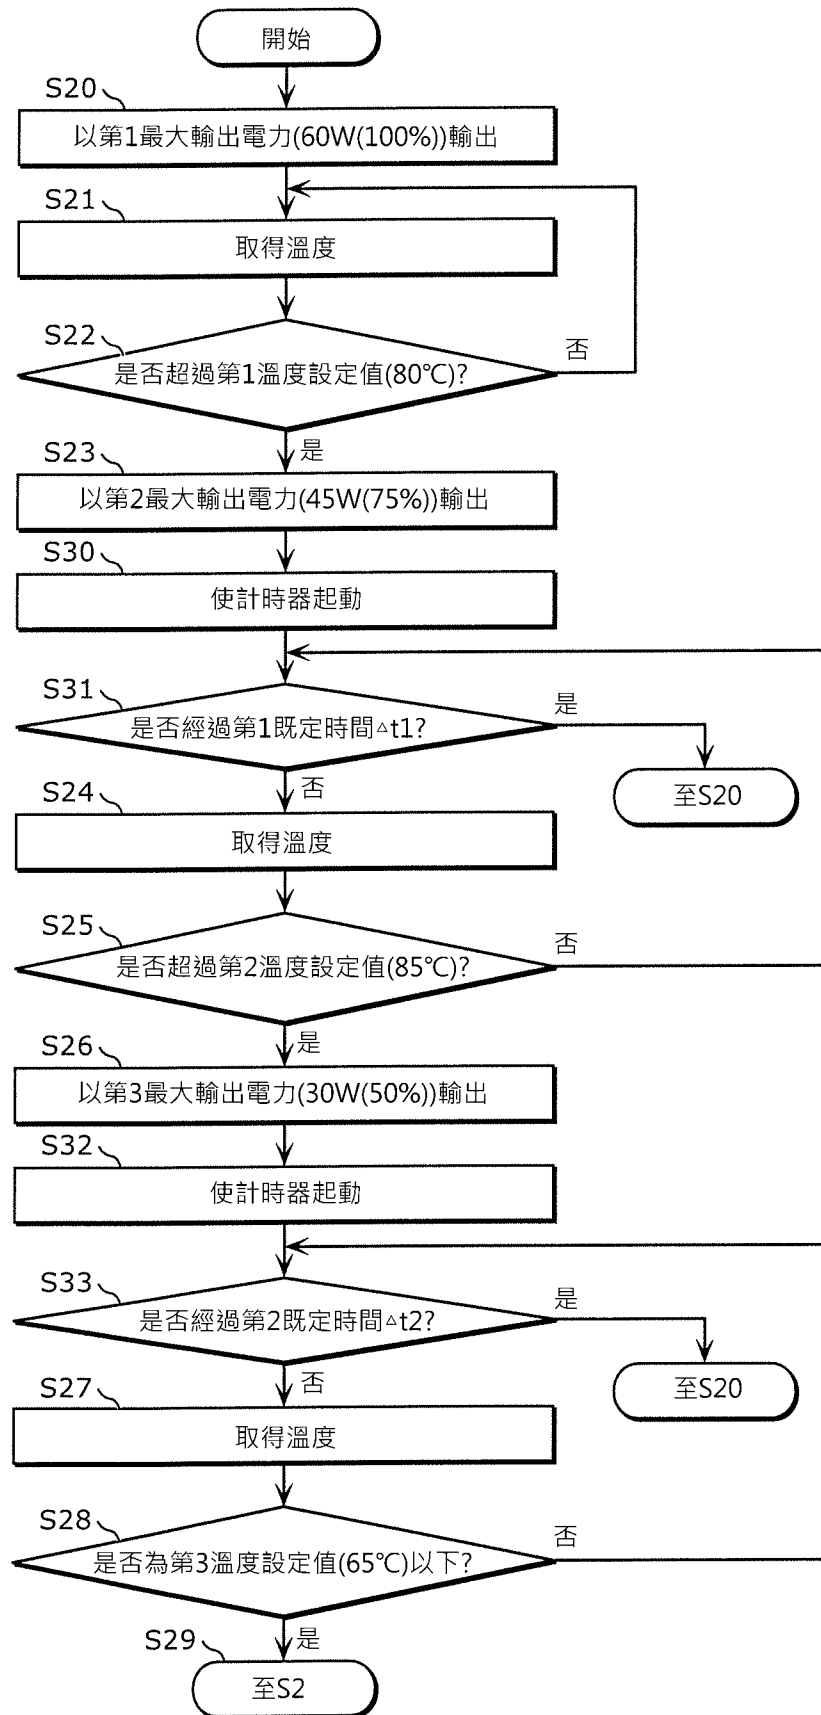 開始
S20
以第1最大輸出電力(60W(100%))輸出
S21
取得溫度
S22
是否超過第1溫度設定值(80℃)?
否
是
S23
以第2最大輸出電力(45W(75%))輸出
S30
使計時器起動
S31
是否經過第1既定時間△t1?
是
至S20
否
S24
取得溫度
S25
是否超過第2溫度設定值(85℃)?
否
是
S26
以第3最大輸出電力(30W(50%))輸出
S32
使計時器起動
S33
是否經過第2既定時間△t2?
是
至S20
否
S27
取得溫度
S28
是否為第3溫度設定值(65℃)以下?
否
是
S29
至S2